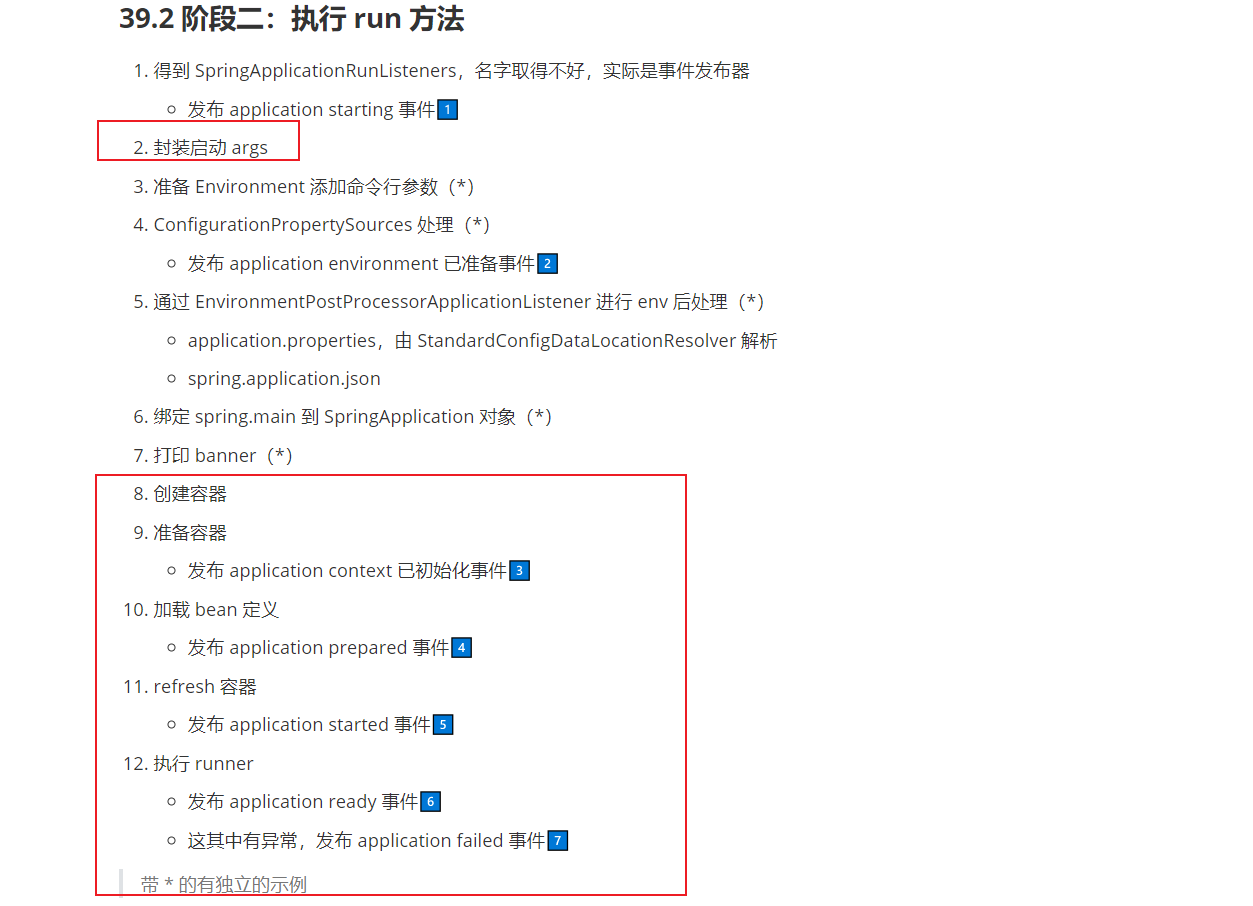 39.2 阶段二：执行 run 方法
1. 得到 SpringApplicationRunListeners，名字取得不好，实际是事件发布器
发布 application starting 事件1
2. 封装启动 args
3. 准备 Environment 添加命令行参数（*）
4. ConfigurationPropertySources 处理（*）
发布 application environment 已准备事件2
5. 通过 EnvironmentPostProcessorApplicationListener 进行 env 后处理（*）
application.properties，由 StandardConfigDataLocationResolver 解析
spring.application.json
6. 绑定 spring.main 到 SpringApplication 对象（*）
7. 打印 banner（*）
8. 创建容器
9. 准备容器
发布 application context 已初始化事件3
10. 加载 bean 定义
发布 application prepared 事件4
11. refresh 容器
发布 application started 事件5
12. 执行 runner
发布 application ready 事件6
这其中有异常，发布 application failed 事件7
带 * 的有独立的示例